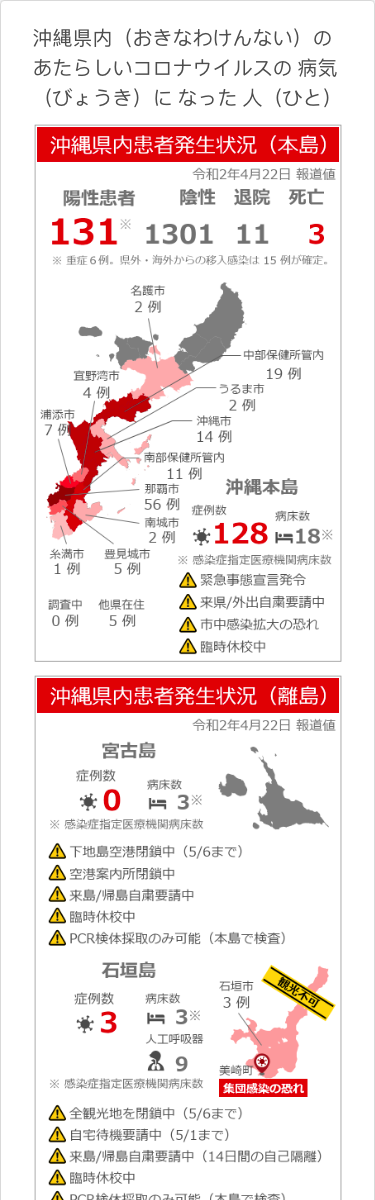 沖縄県内（おきなわけんない）の
あたらしいコロナウイルスの 病気
（びょうき）に なった 人（ひと）
沖縄県内患者発生状況（本島）
令和2年4月22日 報道値
陽性患者 陰性 退院 死亡
131※ 1301 11 3
※ 重症６例。県外・海外からの移入感染は 15 例が確定。
名護市
2 例
中部保健所管内
19 例
宜野湾市
4 例
うるま市
2 例
浦添市
7 例
沖縄市
14 例
南部保健所管内
11 例
那覇市
56 例
南城市
2 例
糸満市
1 例
豊見城市
5 例
調査中
0 例
他県在住
5 例
沖縄本島
症例数 病床数
128 18※
※ 感染症指定医療機関病床数
緊急事態宣言発令
来県/外出自粛要請中
市中感染拡大の恐れ
臨時休校中
沖縄県内患者発生状況（離島）
令和2年4月22日 報道値
宮古島
症例数 病床数
0 3※
※ 感染症指定医療機関病床数
下地島空港閉鎖中（5/6まで）
空港案内所閉鎖中
来島/帰島自粛要請中
臨時休校中
PCR検体採取のみ可能（本島で検査）
石垣島
症例数 病床数
3 3※
人工呼吸器
9
※ 感染症指定医療機関病床数
石垣市
3 例
観光不可
美崎町
集団感染の恐れ
全観光地を閉鎖中（5/6まで）
自宅待機要請中（5/1まで）
来島/帰島自粛要請中（14日間の自己隔離）
臨時休校中
PCR検体採取のみ可能（本島で検査）